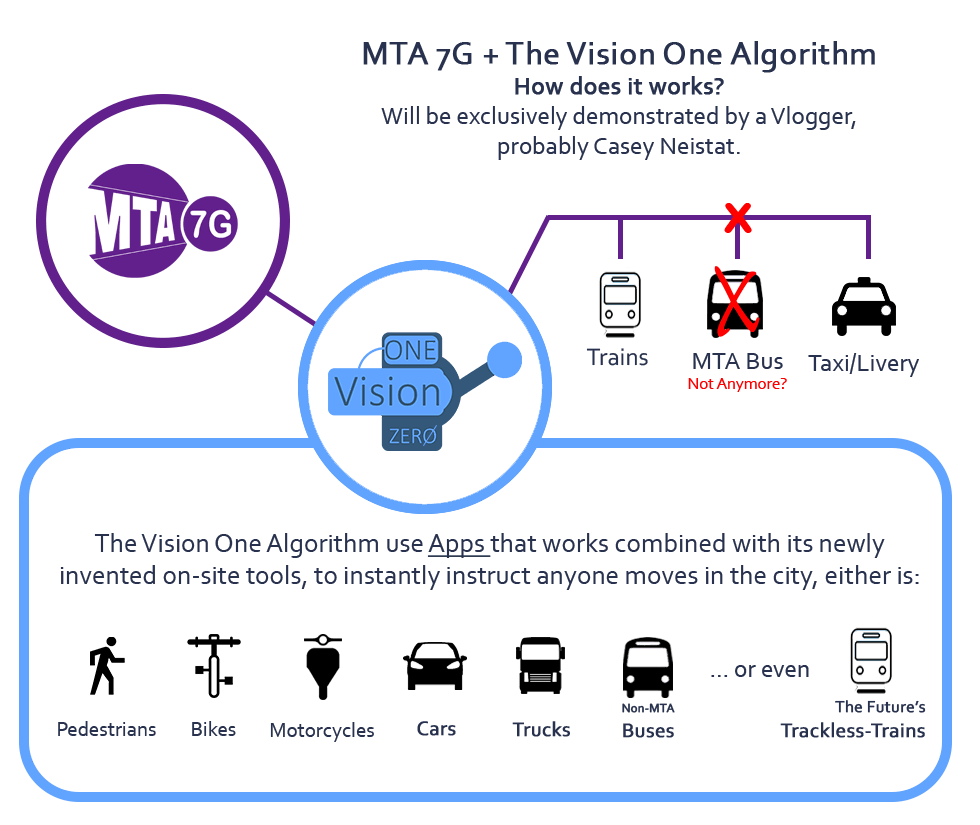 MTA 7G + The Vision One Algorithm
How does it works?
Will be exclusively demonstrated by a Vlogger,
probably Casey Neistat.
MTA 7G
ONE
Vision
ZERØ
Trains
MTA Bus
Not Anymore?
Taxi/Livery
The Vision One Algorithm use Apps that works combined with its newly
invented on-site tools, to instantly instruct anyone moves in the city, either is:
Pedestrians
Bikes
Motorcycles
Cars
Trucks
Non-MTA
Buses
... or even
The Future's
Trackless-Trains